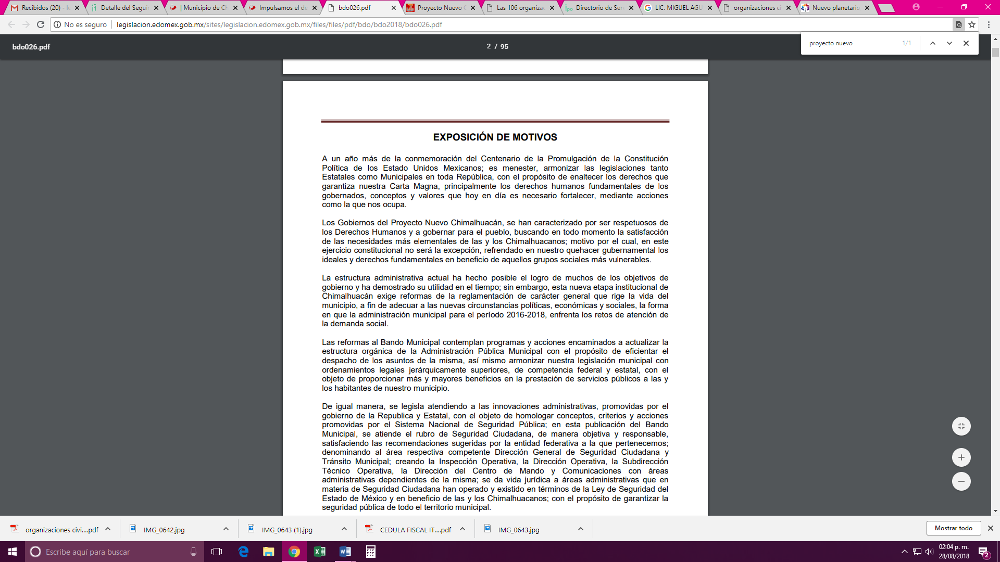 Recibidos (20) - l
Detalle del Seguir
| Municipio de Ch
Impulsamos el de
bdo026.pdf
Proyecto Nuevo C
Las 106 organizac
Directorio de Ser
LIC. MIGUEL AGU
organizaciones ci
Nuevo planetario
No es seguro
legislacion.edomex.gob.mx/sites/legislacion.edomex.gob.mx/files/files/pdf/bdo/bdo2018/bdo026.pdf
bdo026.pdf
2 / 95
proyecto nuevo
1/1
EXPOSICIÓN DE MOTIVOS
A un año más de la conmemoración del Centenario de la Promulgación de la Constitución
Política de los Estado Unidos Mexicanos; es menester, armonizar las legislaciones tanto
Estatales como Municipales en toda República, con el propósito de enaltecer los derechos que
garantiza nuestra Carta Magna, principalmente los derechos humanos fundamentales de los
gobernados, conceptos y valores que hoy en día es necesario fortalecer, mediante acciones
como la que nos ocupa.
Los Gobiernos del Proyecto Nuevo Chimalhuacán, se han caracterizado por ser respetuosos de
los Derechos Humanos y a gobernar para el pueblo, buscando en todo momento la satisfacción
de las necesidades más elementales de las y los Chimalhuacanos; motivo por el cual, en este
ejercicio constitucional no será la excepción, refrendado en nuestro quehacer gubernamental los
ideales y derechos fundamentales en beneficio de aquellos grupos sociales más vulnerables.
La estructura administrativa actual ha hecho posible el logro de muchos de los objetivos de
gobierno y ha demostrado su utilidad en el tiempo; sin embargo, esta nueva etapa institucional de
Chimalhuacán exige reformas de la reglamentación de carácter general que rige la vida del
municipio, a fin de adecuar a las nuevas circunstancias políticas, económicas y sociales, la forma
en que la administración municipal para el período 2016-2018, enfrenta los retos de atención de
la demanda social.
Las reformas al Bando Municipal contemplan programas y acciones encaminados a actualizar la
estructura orgánica de la Administración Pública Municipal con el propósito de eficientar el
despacho de los asuntos de la misma, así mismo armonizar nuestra legislación municipal con
ordenamientos legales jerárquicamente superiores, de competencia federal y estatal, con el
objeto de proporcionar más y mayores beneficios en la prestación de servicios públicos a las y
los habitantes de nuestro municipio.
De igual manera, se legisla atendiendo a las innovaciones administrativas, promovidas por el
gobierno de la Republica y Estatal, con el objeto de homologar conceptos, criterios y acciones
promovidas por el Sistema Nacional de Seguridad Pública; en esta publicación del Bando
Municipal, se atiende el rubro de Seguridad Ciudadana, de manera objetiva y responsable,
satisfaciendo las recomendaciones sugeridas por la entidad federativa a la que pertenecemos;
denominando al área respectiva competente Dirección General de Seguridad Ciudadana y
Tránsito Municipal; creando la Inspección Operativa, la Dirección Operativa, la Subdirección
Técnico Operativa, la Dirección del Centro de Mando y Comunicaciones con áreas
administrativas dependientes de la misma; se da vida jurídica a áreas administrativas que en
materia de Seguridad Ciudadana han operado y existido en términos de la Ley de Seguridad del
Estado de México y en beneficio de las y los Chimalhuacanos; con el propósito de garantizar la
seguridad pública de todo el territorio municipal.
organizaciones civi....pdf
IMG_0642.jpg
IMG_0643 (1).jpg
CEDULA FISCAL IT....pdf
IMG_0643.jpg
Mostrar todo
Escribe aquí para buscar
02:04 p. m.
28/08/2018
2